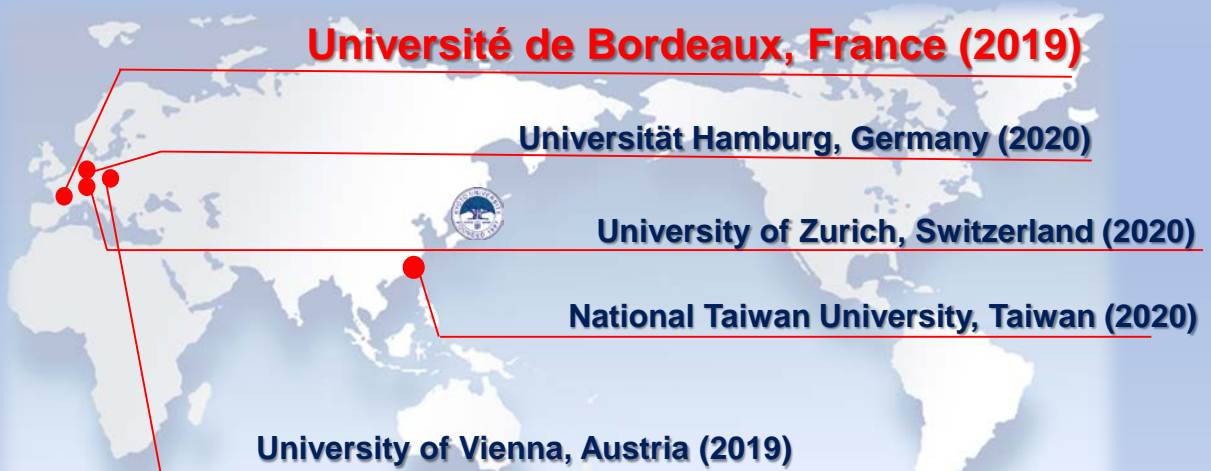 Université de Bordeaux, France (2019)
Universität Hamburg, Germany (2020)
University of Zurich, Switzerland (2020)
National Taiwan University, Taiwan (2020)
University of Vienna, Austria (2019)